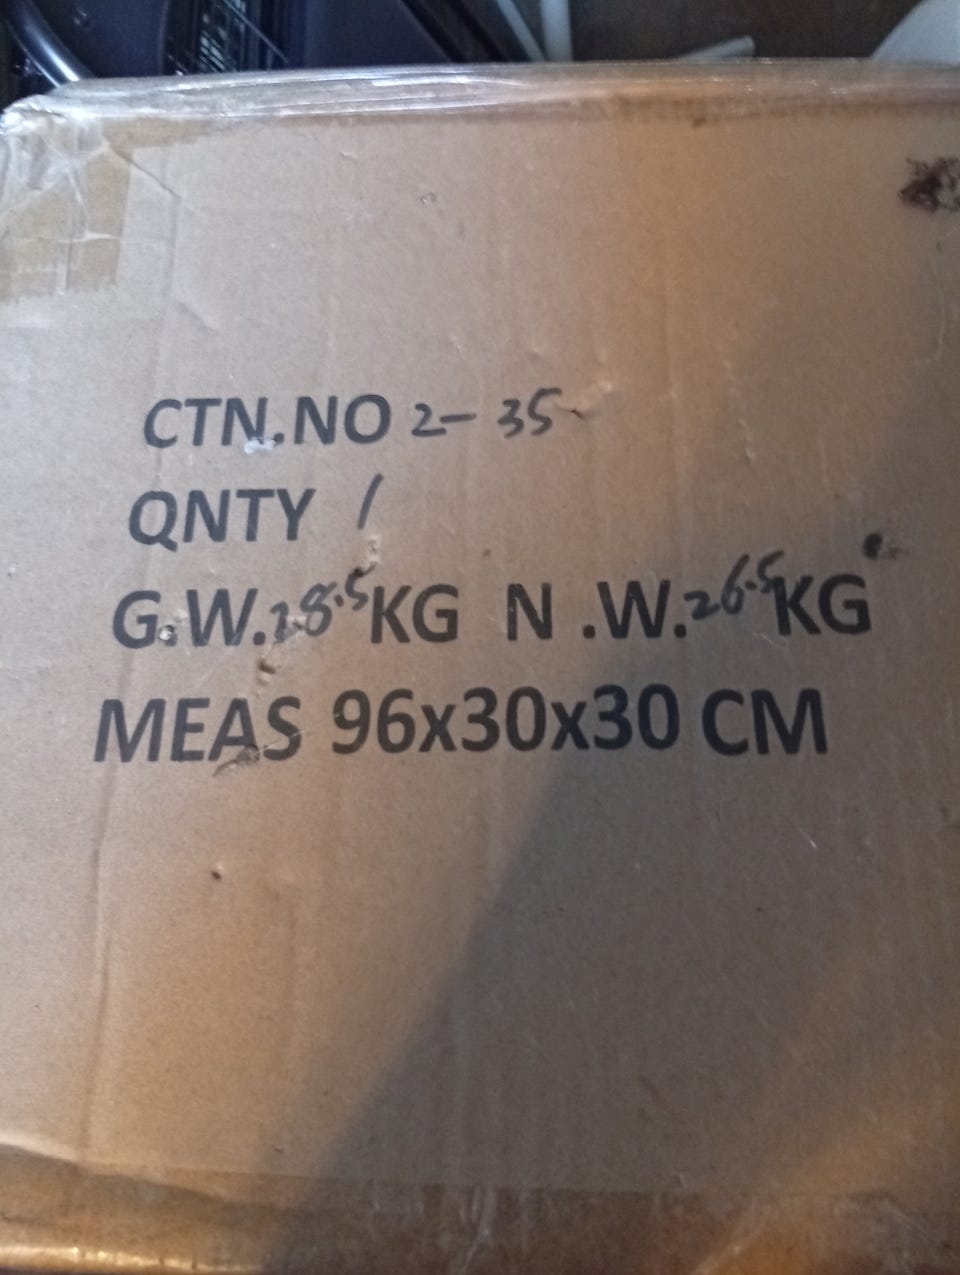 CTN.NO 2-35
QNTY 1
G.W.28.5KG N.W.26.5KG
MEAS 96x30x30 CM